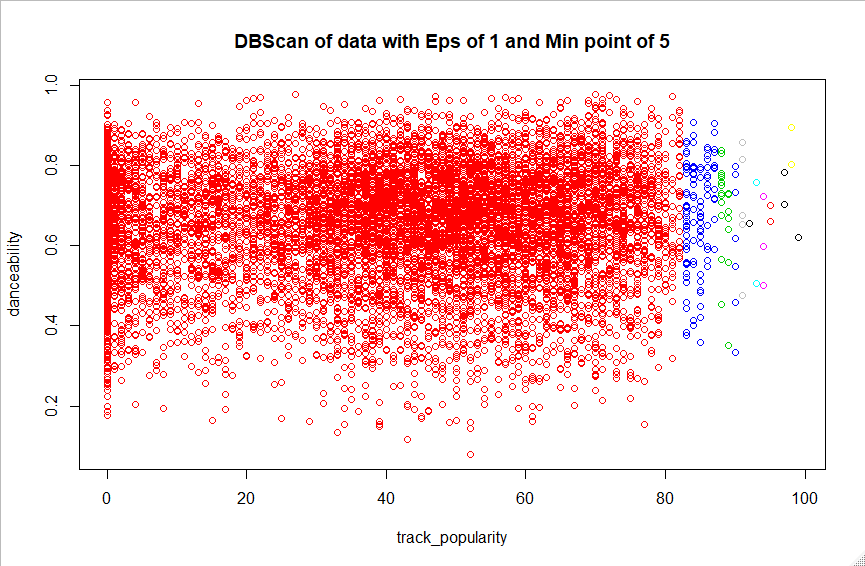 DBScan of data with Eps of 1 and Min point of 5
danceability
1.0
0.8
0.6
0.4
0.2
0 20 40 60 80 100
track_popularity